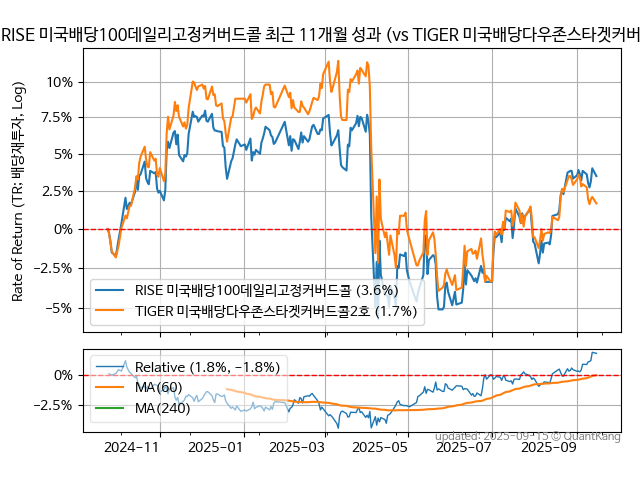 RISE 미국배당100데일리고정커버드콜 최근 11개월 성과 (vs TIGER 미국배당다우존스타겟커버
Rate of Return (TR: 배당재투자, Log)
10%
7.5%
5%
2.5%
0%
−2.5%
−5%
RISE 미국배당100데일리고정커버드콜 (3.6%)
TIGER 미국배당다우존스타겟커버드콜2호 (1.7%)
0%
−2.5%
Relative (1.8%, −1.8%)
MA(60)
MA(240)
updated: 2025-09-15 © QuantKang
2024−11
2025−01
2025−03
2025−05
2025−07
2025−09